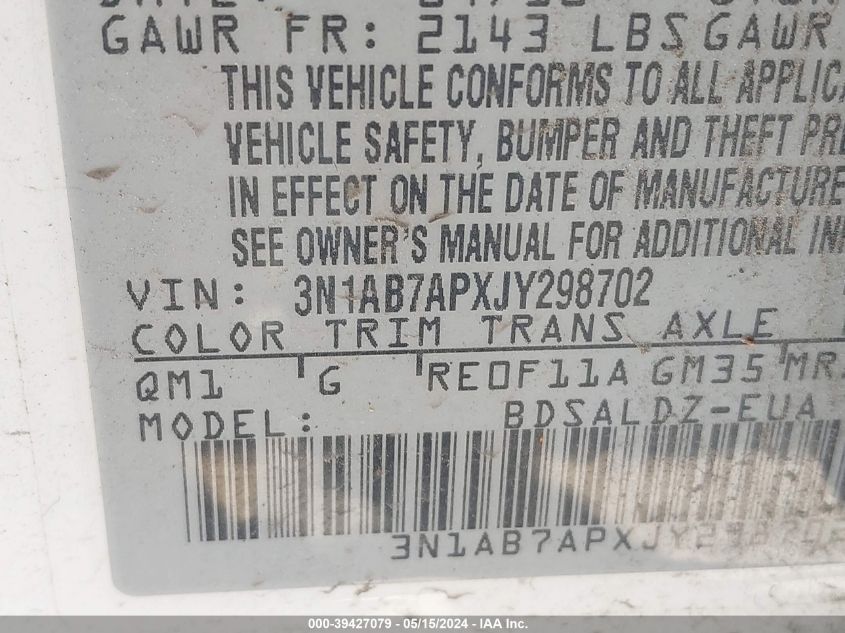 GAWR FR: 2143 LBS GAWR
THIS VEHICLE CONFORMS TO ALL
VEHICLE SAFETY, BUMPER AND THEFT
IN EFFECT ON THE DATE OF MANUFACTURE
SEE OWNER'S MANUAL FOR ADDITIONAL
VIN: 3N1AB7APXJY298702
COLOR TRIM TRANS AXLE
QM1 G RE0F11A GM35 MR
MODEL: BDSALDZ-EUA
3N1AB7APXJY29870
000-39427079 - 05/15/2024 - IAA Inc.